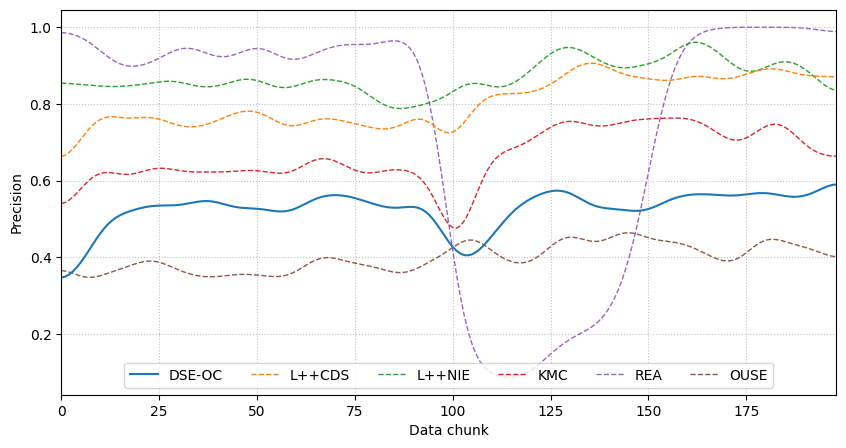 1.0
0.8
0.6
0.4
0.2
Precision
DSE-OC L++CDS L++NIE KMC REA OUSE
0 25 50 75 100 125 150 175
Data chunk